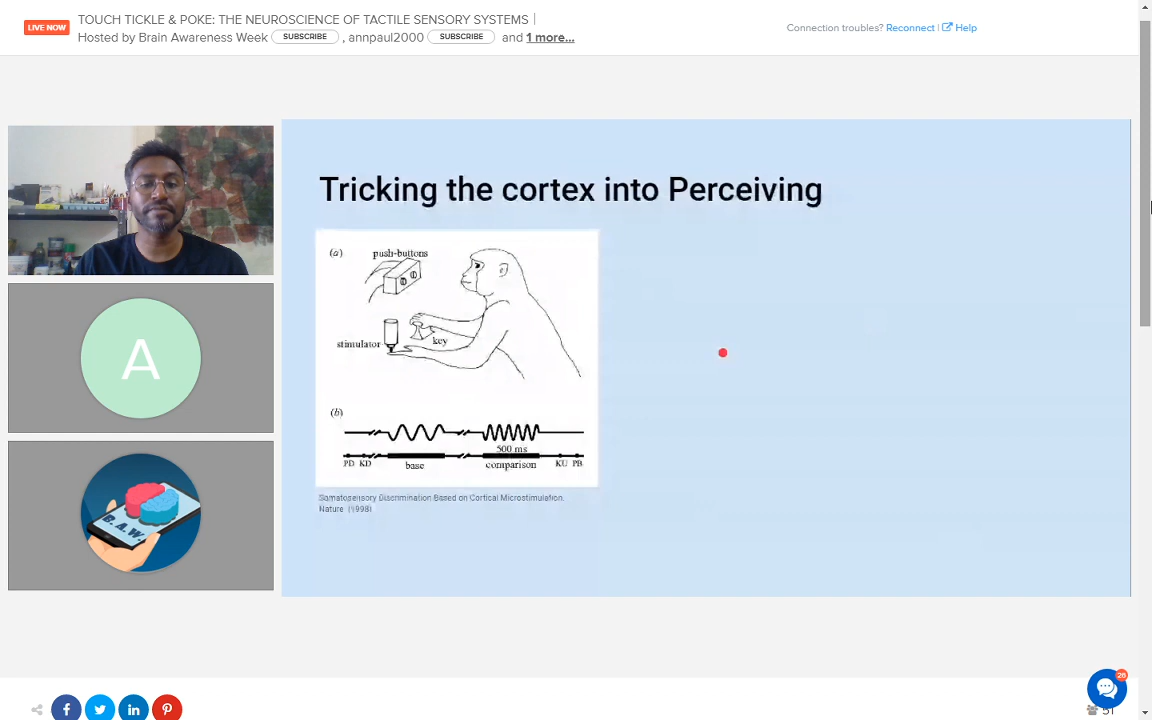 TOUCH TICKLE & POKE: THE NEUROSCIENCE OF TACTILE SENSORY SYSTEMS
LIVE NOW
Hosted by Brain Awareness Week SUBSCRIBE , annpaul2000 SUBSCRIBE and 1 more...
Connection troubles? Reconnect | Help
A
B.A.W.
Tricking the cortex into Perceiving
(a) push-buttons
stimulator
key
(b)
500 ms
PD KD base comparison KU PB
Somatosensory Discrimination Based on Cortical Microstimulation.
Nature (1998)
f in
26
51